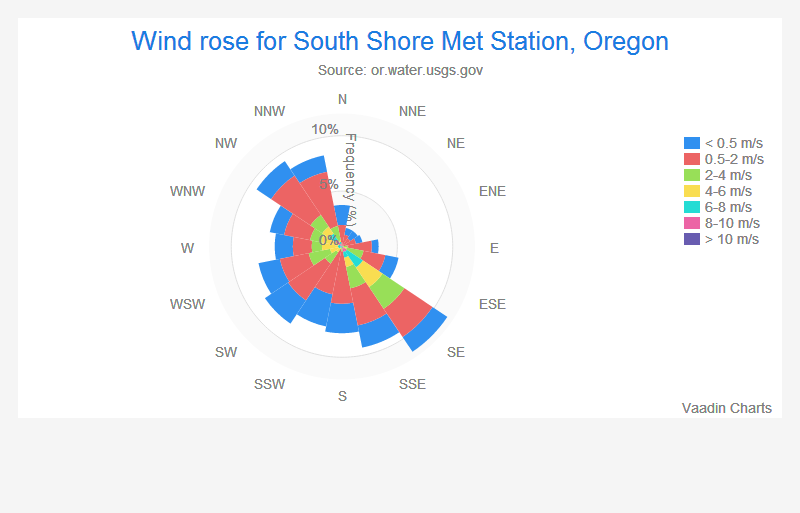 Wind rose for South Shore Met Station, Oregon
Source: or.water.usgs.gov
N
NNE
NE
ENE
E
ESE
SE
SSE
S
SSW
SW
WSW
W
WNW
NW
NNW
10%
5%
0%
Frequency (%)
< 0.5 m/s
0.5-2 m/s
2-4 m/s
4-6 m/s
6-8 m/s
8-10 m/s
> 10 m/s
Vaadin Charts